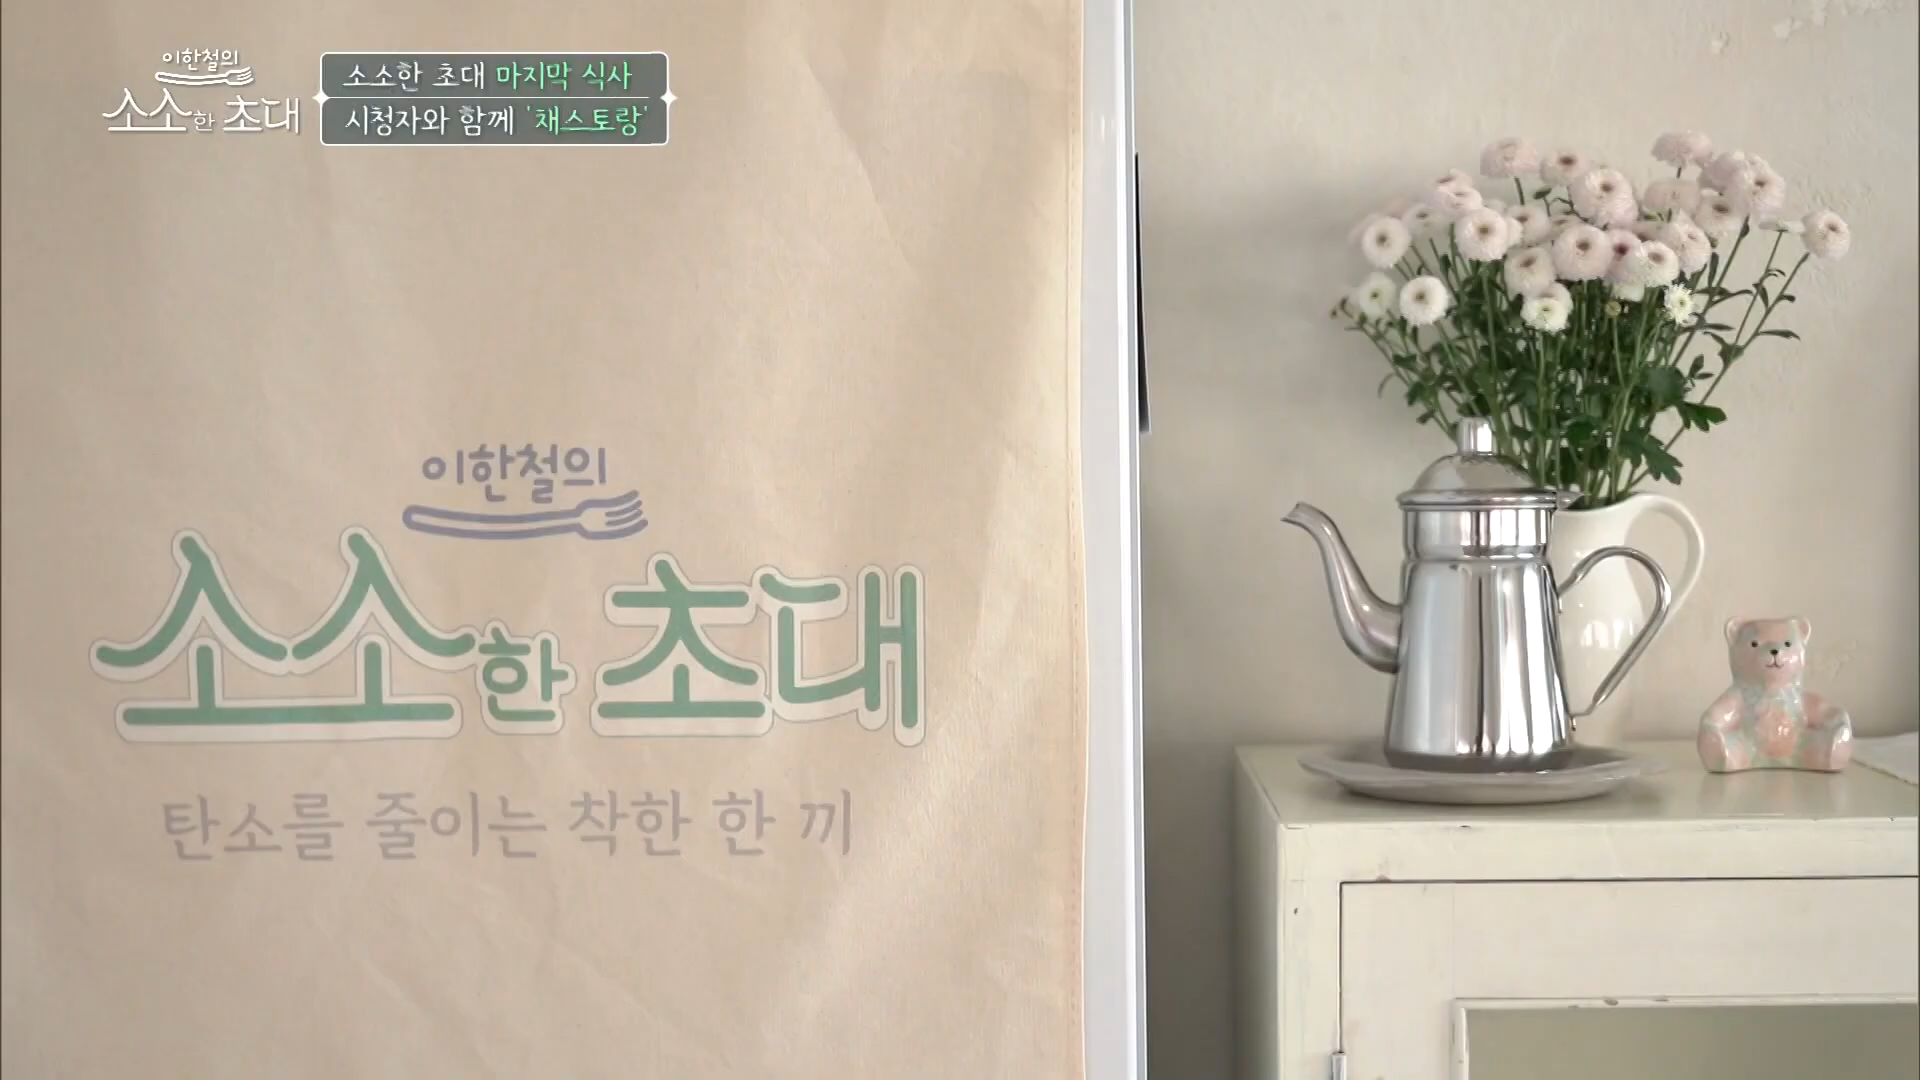 이한철의
소소한 초대
소소한 초대 마지막 식사
시청자와 함께 '채스토랑'
이한철의
소소한 초대
탄소를 줄이는 착한 한 끼